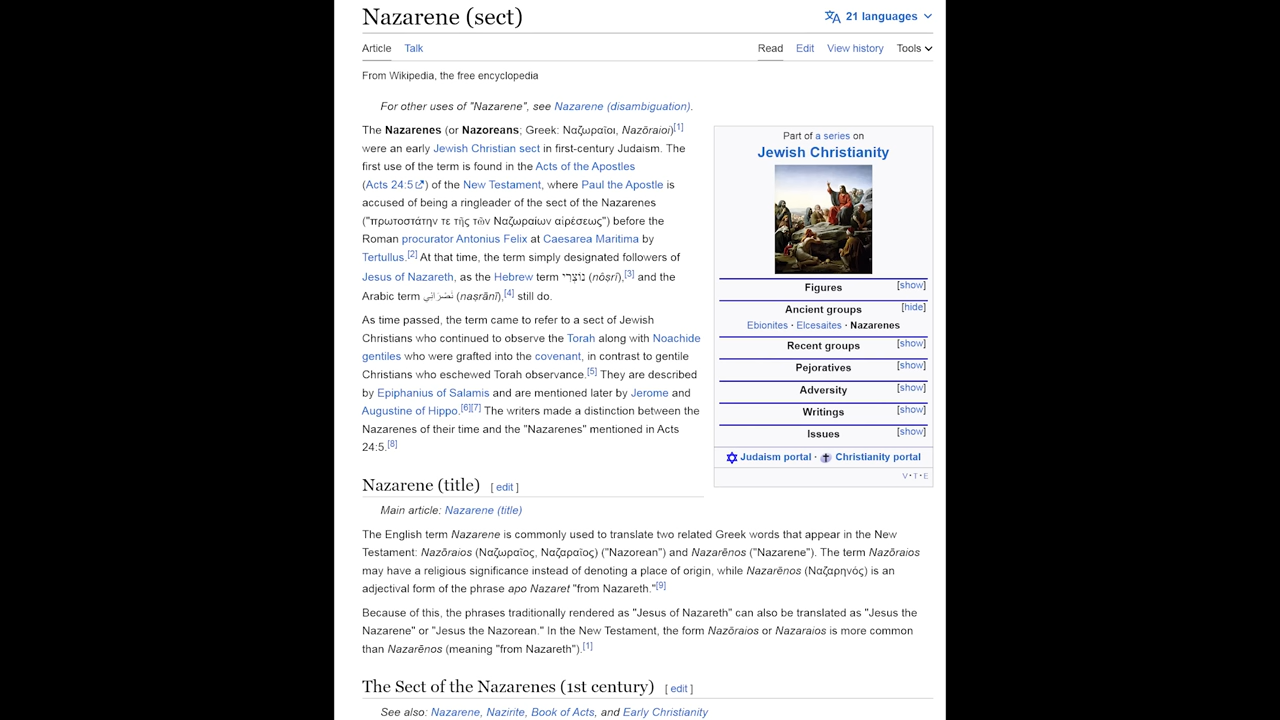 Nazarene (sect)
21 languages
Article Talk
Read Edit View history Tools
From Wikipedia, the free encyclopedia
For other uses of "Nazarene", see Nazarene (disambiguation).
The Nazarenes (or Nazoreans; Greek: Ναζωραῖοι, Nazōraioi)[1]
were an early Jewish Christian sect in first-century Judaism. The
first use of the term is found in the Acts of the Apostles
(Acts 24:5) of the New Testament, where Paul the Apostle is
accused of being a ringleader of the sect of the Nazarenes
("πρωτοστάτην τε τῆς τῶν Ναζωραίων αἱρέσεως") before the
Roman procurator Antonius Felix at Caesarea Maritima by
Tertullus.[2] At that time, the term simply designated followers of
Jesus of Nazareth, as the Hebrew term נוֹצְרִי (nôṣrî),[3] and the
Arabic term نَصْرَانِي (naṣrānī),[4] still do.
As time passed, the term came to refer to a sect of Jewish
Christians who continued to observe the Torah along with Noachide
gentiles who were grafted into the covenant, in contrast to gentile
Christians who eschewed Torah observance.[5] They are described
by Epiphanius of Salamis and are mentioned later by Jerome and
Augustine of Hippo.[6][7] The writers made a distinction between the
Nazarenes of their time and the "Nazarenes" mentioned in Acts
24:5.[8]
Part of a series on
Jewish Christianity
Figures [show]
Ancient groups [hide]
Ebionites · Elcesaites · Nazarenes
Recent groups [show]
Pejoratives [show]
Adversity [show]
Writings [show]
Issues [show]
Judaism portal · Christianity portal
V · T · E
Nazarene (title) [ edit ]
Main article: Nazarene (title)
The English term Nazarene is commonly used to translate two related Greek words that appear in the New
Testament: Nazōraios (Ναζωραῖος, Ναζαραῖος) ("Nazorean") and Nazarēnos ("Nazarene"). The term Nazōraios
may have a religious significance instead of denoting a place of origin, while Nazarēnos (Ναζαρηνός) is an
adjectival form of the phrase apo Nazaret "from Nazareth."[9]
Because of this, the phrases traditionally rendered as "Jesus of Nazareth" can also be translated as "Jesus the
Nazarene" or "Jesus the Nazorean." In the New Testament, the form Nazōraios or Nazaraios is more common
than Nazarēnos (meaning "from Nazareth").[1]
The Sect of the Nazarenes (1st century) [ edit ]
See also: Nazarene, Nazirite, Book of Acts, and Early Christianity